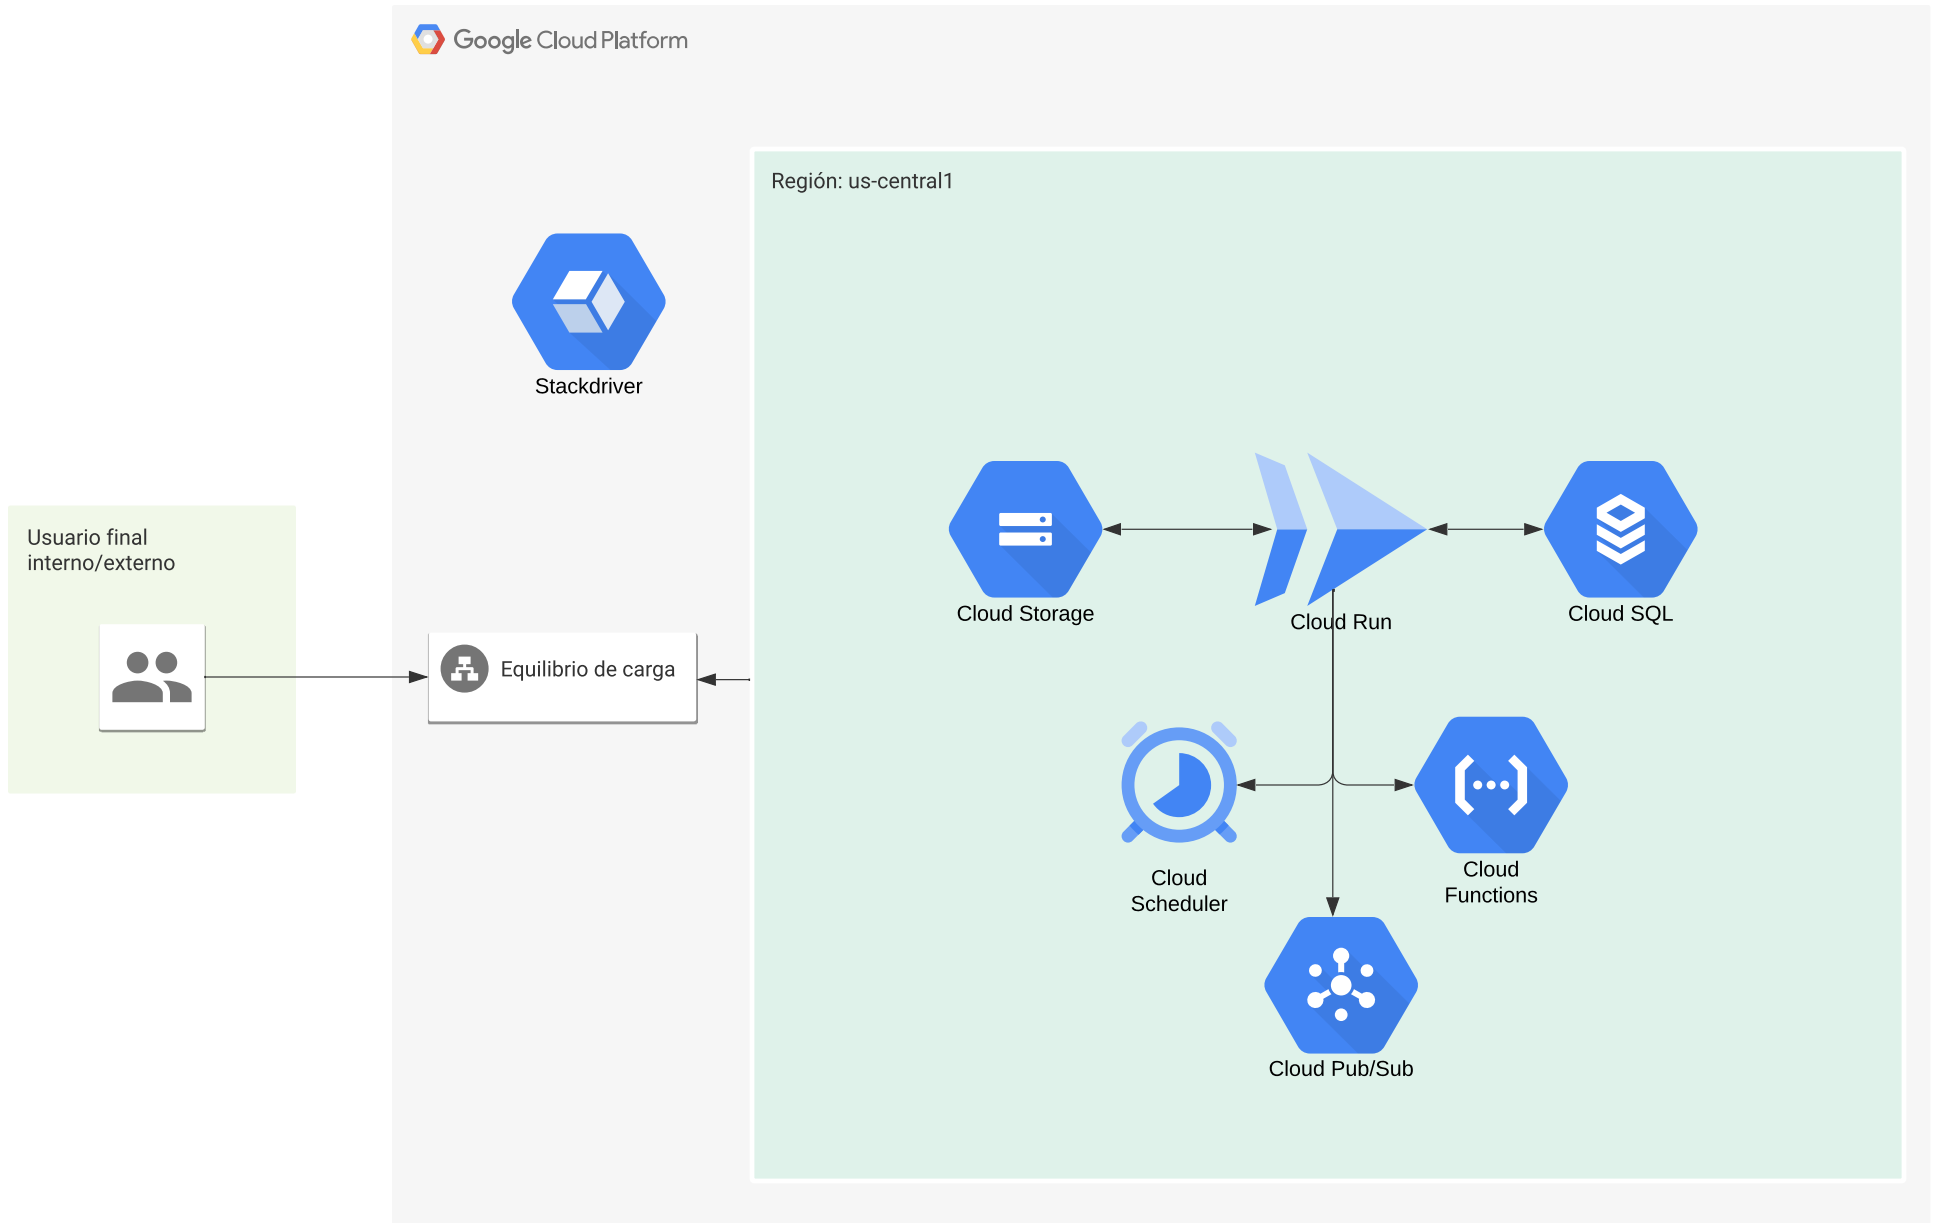 Google Cloud Platform
Región: us-central1
Stackdriver
Usuario final
interno/externo
Equilibrio de carga
Cloud Storage
Cloud Run
Cloud SQL
Cloud
Scheduler
Cloud
Functions
Cloud Pub/Sub